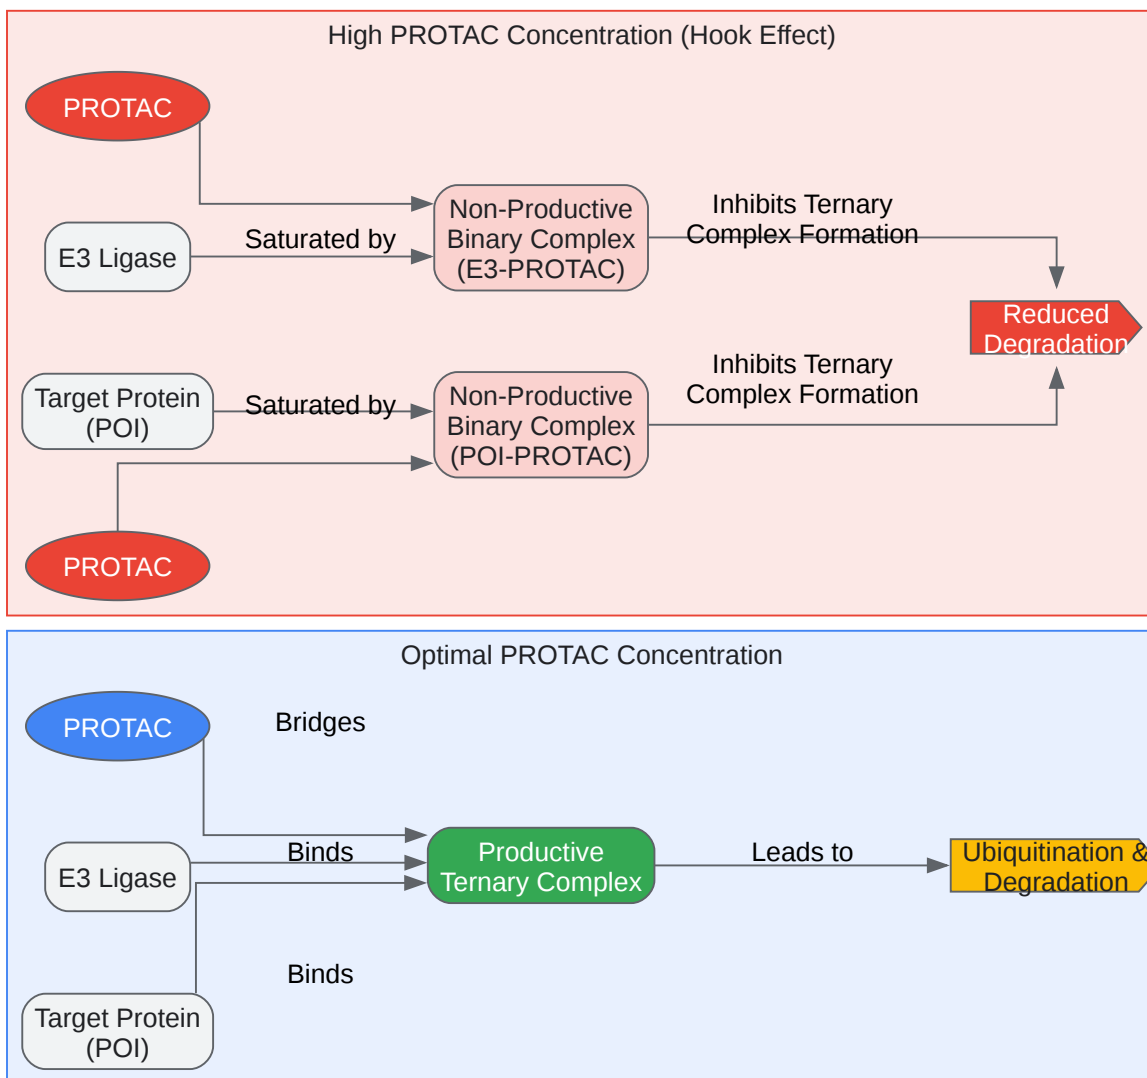 High PROTAC Concentration (Hook Effect)
PROTAC
E3 Ligase
Saturated by
Non-Productive
Binary Complex
(E3-PROTAC)
Inhibits Ternary
Complex Formation
Reduced
Degradation
Target Protein
(POI)
Saturated by
Non-Productive
Binary Complex
(POI-PROTAC)
Inhibits Ternary
Complex Formation
PROTAC
Optimal PROTAC Concentration
PROTAC
Bridges
E3 Ligase
Binds
Productive
Ternary Complex
Leads to
Ubiquitination &
Degradation
Binds
Target Protein
(POI)